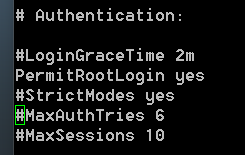 # Authentication:
#LoginGraceTime 2m
PermitRootLogin yes
#StrictModes yes
#MaxAuthTries 6
#MaxSessions 10